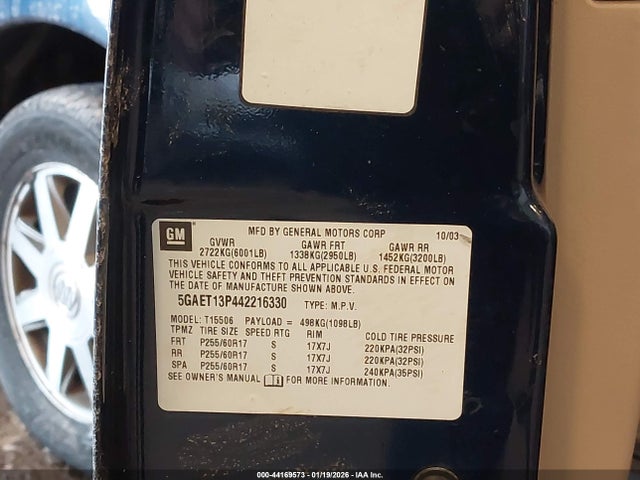 GM
MFD BY GENERAL MOTORS CORP 10/03
GVWR GAWR FRT GAWR RR
2722KG(6001LB) 1338KG(2950LB) 1452KG(3200LB)
THIS VEHICLE CONFORMS TO ALL APPLICABLE U.S. FEDERAL MOTOR
VEHICLE SAFETY AND THEFT PREVENTION STANDARDS IN EFFECT
ON THE DATE OF MANUFACTURE SHOWN ABOVE.
5GAET13P442216330 TYPE: M.P.V.
MODEL: T15506 PAYLOAD = 498KG(1098LB)
TPMZ TIRE SIZE SPEED RTG RIM COLD TIRE PRESSURE
FRT P255/60R17 S 17X7J 220KPA(32PSI)
RR P255/60R17 S 17X7J 220KPA(32PSI)
SPA P255/60R17 S 17X7J 240KPA(35PSI)
SEE OWNER'S MANUAL FOR MORE INFORMATION.
000-44169573 - 01/19/2026 - IAA Inc.